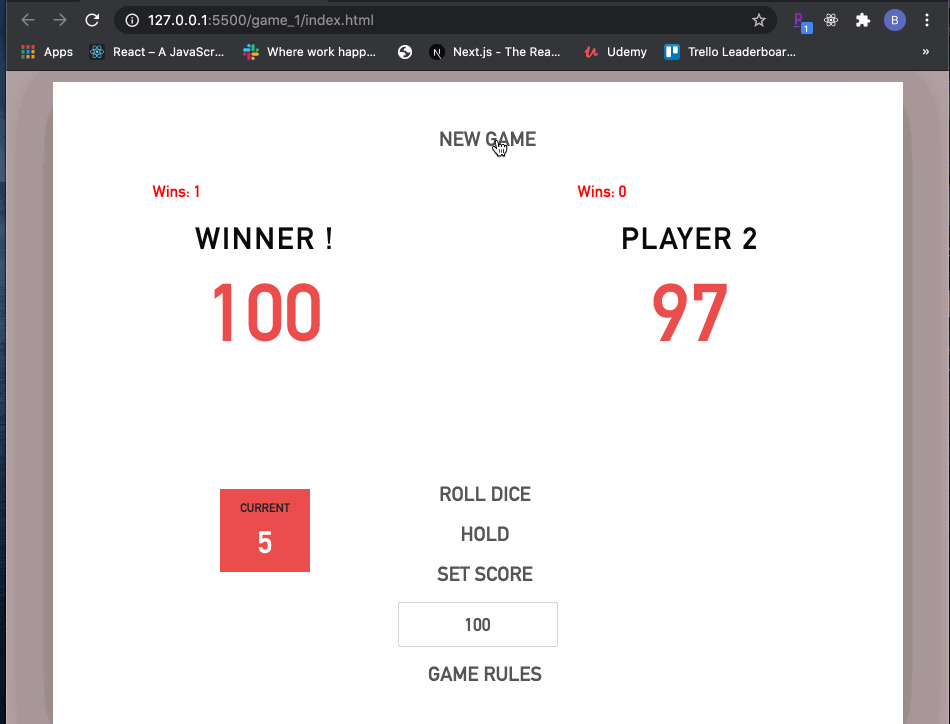 127.0.0.1:5500/game_1/index.html
1
B
Apps
React – A JavaScr...
Where work happ...
N
Next.js - The Rea...
Udemy
Trello Leaderboar...
»
NEW GAME
Wins: 1
Wins: 0
WINNER !
PLAYER 2
100
97
ROLL DICE
CURRENT
5
HOLD
SET SCORE
100
GAME RULES